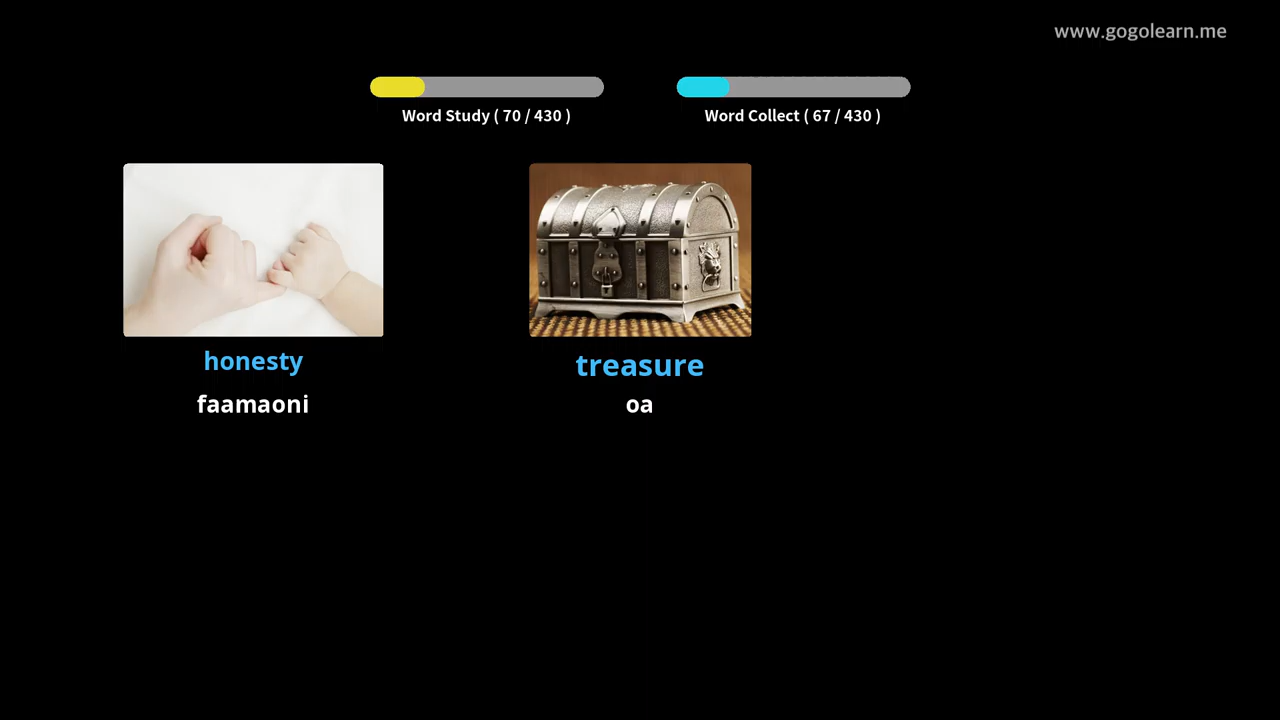 www.gogolearn.me
Word Study ( 70 / 430 )
Word Collect ( 67 / 430 )
honesty
faamaoni
treasure
oa